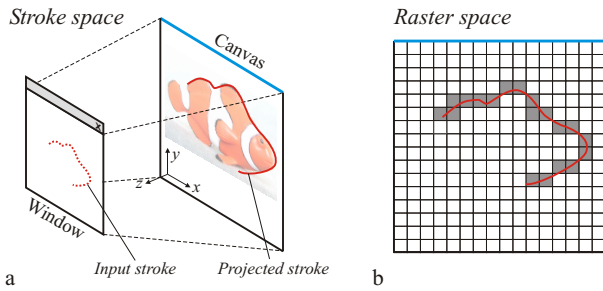 Stroke space
Canvas
x
y
z
x
Window
Input stroke
Projected stroke
a
Raster space
b